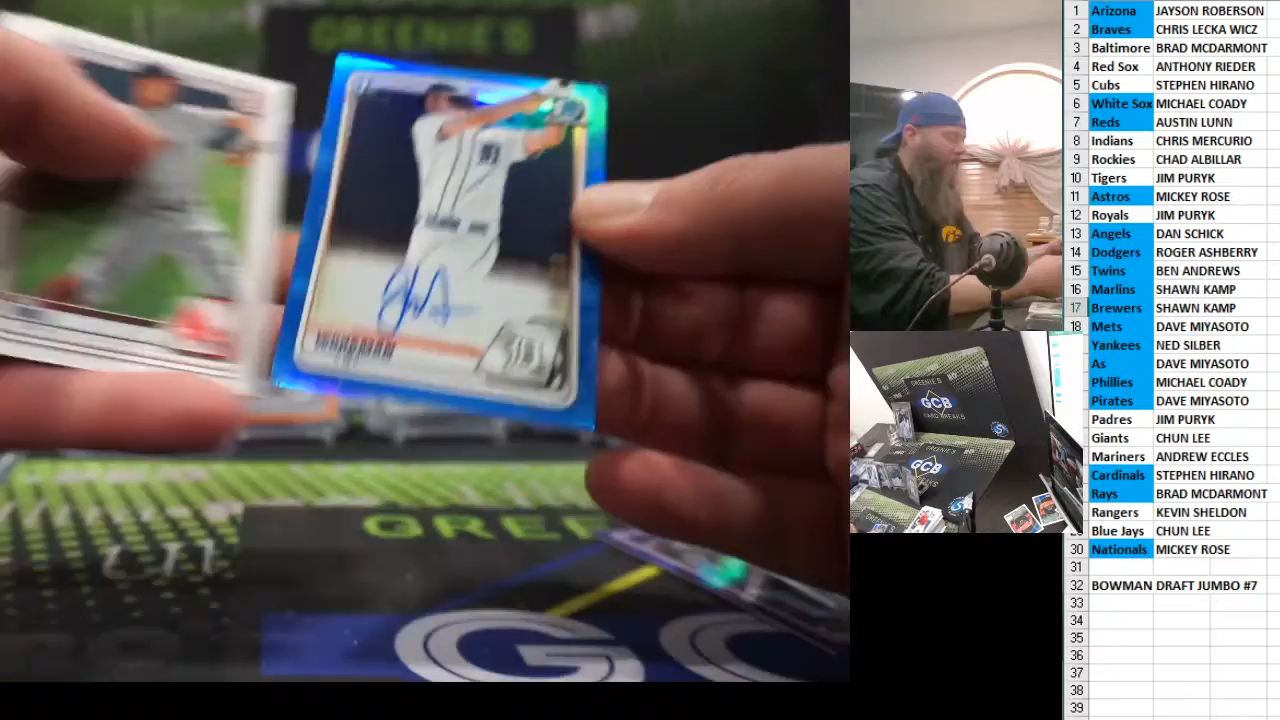 GREENIE'S
GREENIE
G
GREENIE'S
GCB
CARD BREAKS
GCB
1 Arizona JAYSON ROBERSON
2 Braves CHRIS LECKA WICZ
3 Baltimore BRAD MCDARMONT
4 Red Sox ANTHONY RIEDER
5 Cubs STEPHEN HIRANO
6 White Sox MICHAEL COADY
7 Reds AUSTIN LUNN
8 Indians CHRIS MERCURIO
9 Rockies CHAD ALBILLAR
10 Tigers JIM PURYK
11 Astros MICKEY ROSE
12 Royals JIM PURYK
13 Angels DAN SCHICK
14 Dodgers ROGER ASHBERRY
15 Twins BEN ANDREWS
16 Marlins SHAWN KAMP
17 Brewers SHAWN KAMP
18 Mets DAVE MIYASOTO
Yankees NED SILBER
As DAVE MIYASOTO
Phillies MICHAEL COADY
Pirates DAVE MIYASOTO
Padres JIM PURYK
Giants CHUN LEE
Mariners ANDREW ECCLES
Cardinals STEPHEN HIRANO
Rays BRAD MCDARMONT
Rangers KEVIN SHELDON
Blue Jays CHUN LEE
30 Nationals MICKEY ROSE
31
32 BOWMAN DRAFT JUMBO #7
33
34
35
36
37
38
39